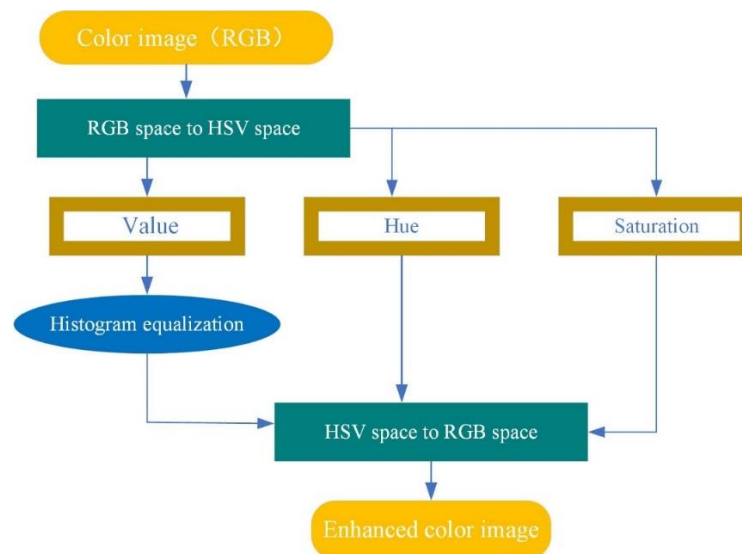 Color image（RGB）
RGB space to HSV space
Value
Hue
Saturation
Histogram equalization
HSV space to RGB space
Enhanced color image